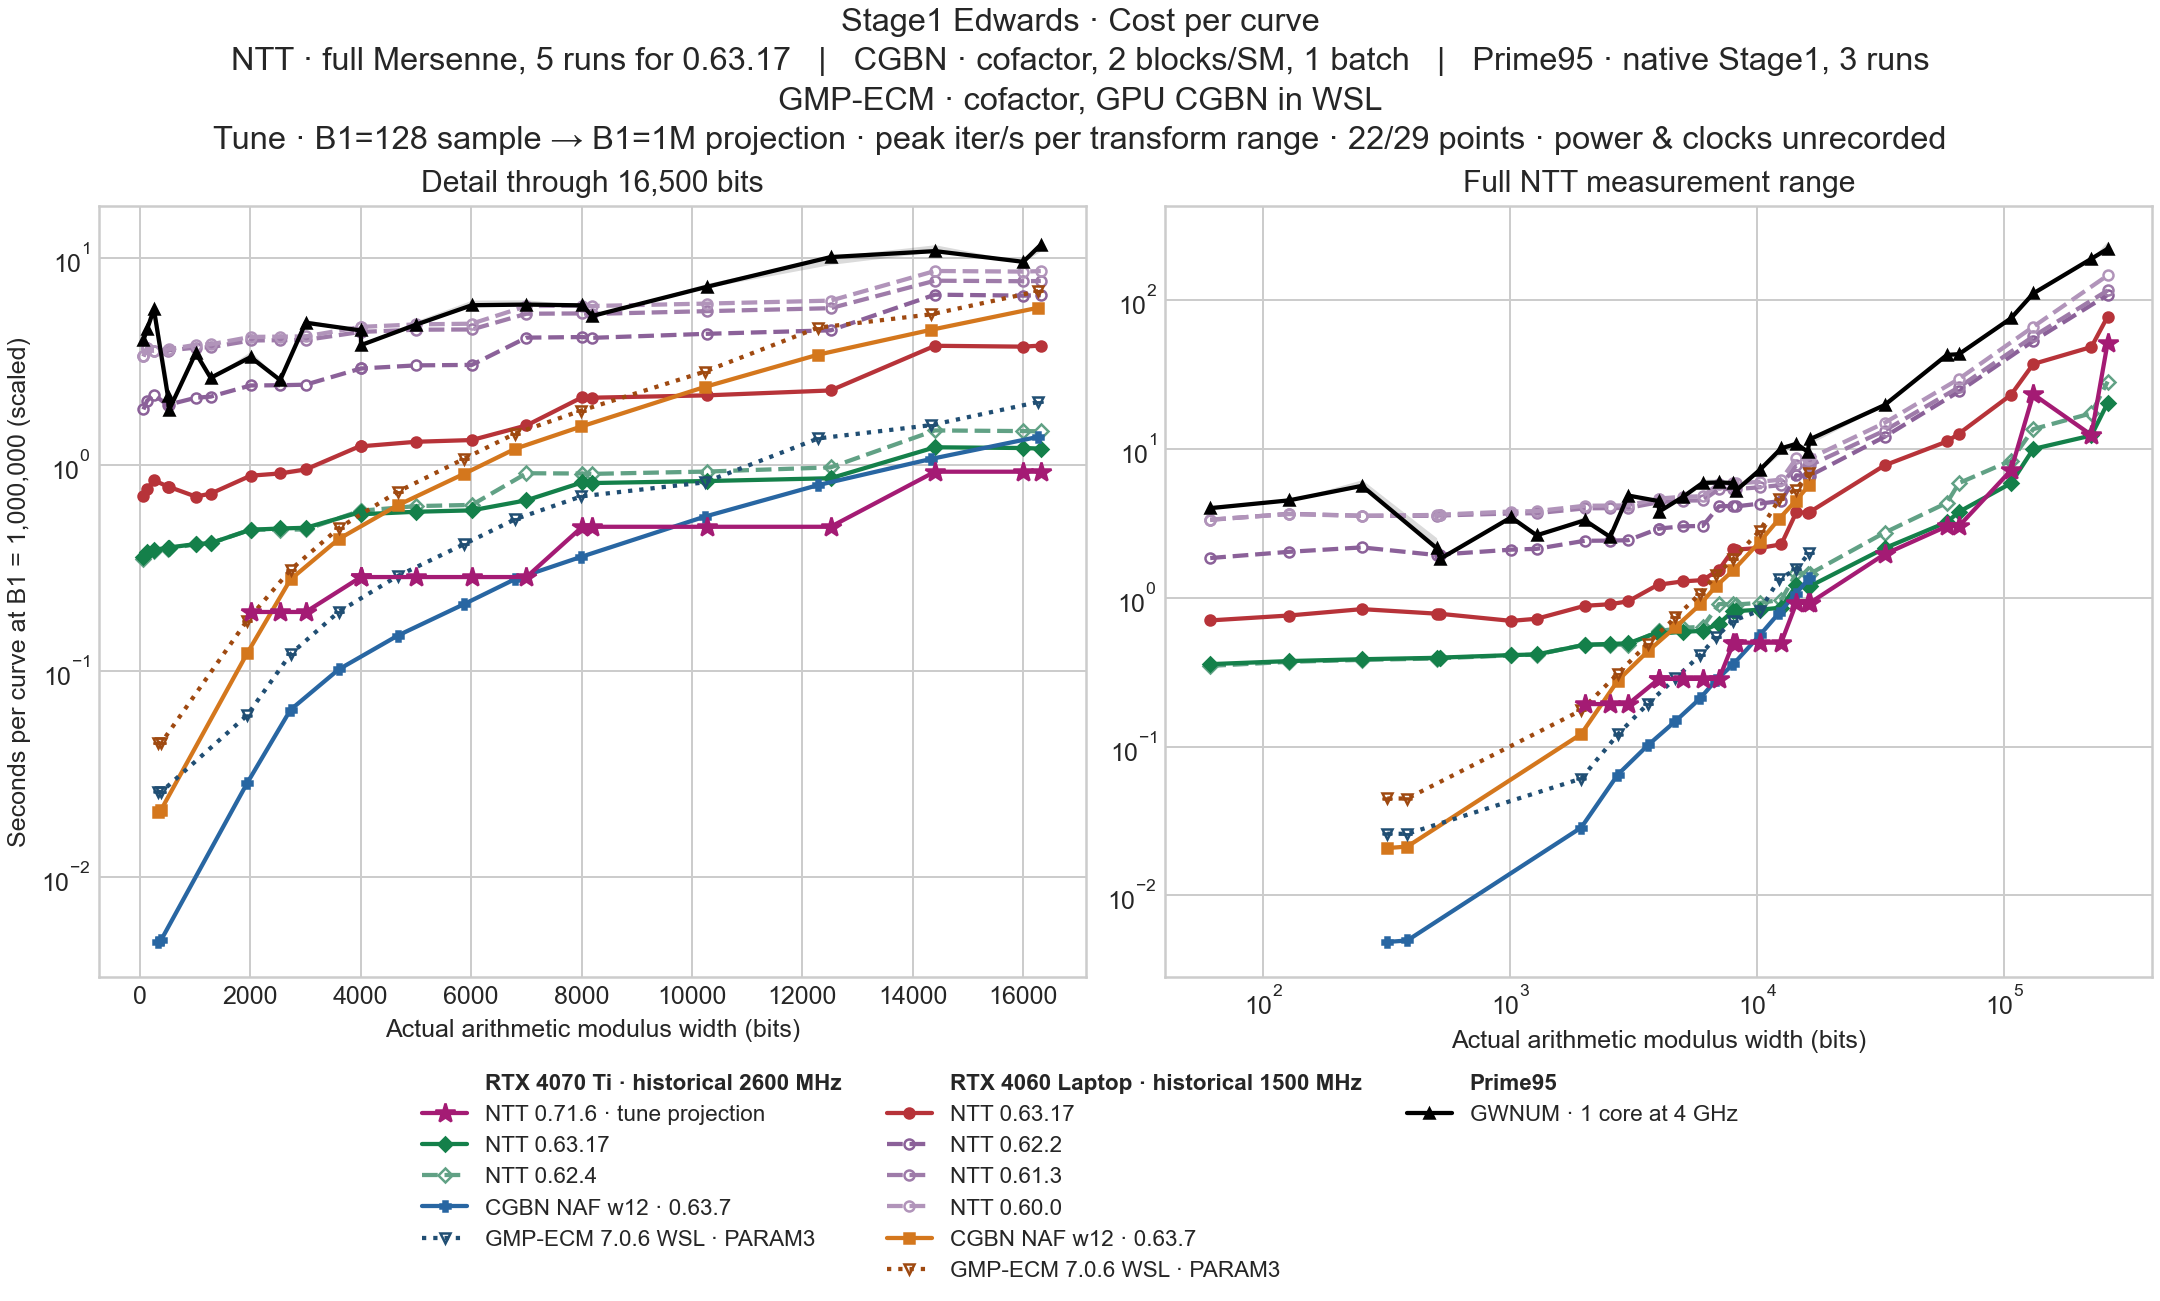 Stage1 Edwards · Cost per curve
NTT · full Mersenne, 5 runs for 0.63.17 | CGBN · cofactor, 2 blocks/SM, 1 batch | Prime95 · native Stage1, 3 runs
GMP-ECM · cofactor, GPU CGBN in WSL
Tune · B1=128 sample → B1=1M projection · peak iter/s per transform range · 22/29 points · power & clocks unrecorded
Detail through 16,500 bits
Seconds per curve at B1 = 1,000,000 (scaled)
10¹
10⁰
10⁻¹
10⁻²
0 2000 4000 6000 8000 10000 12000 14000 16000
Actual arithmetic modulus width (bits)
Full NTT measurement range
10²
10¹
10⁰
10⁻¹
10⁻²
10² 10³ 10⁴ 10⁵
Actual arithmetic modulus width (bits)
RTX 4070 Ti · historical 2600 MHz
NTT 0.71.6 · tune projection
NTT 0.63.17
NTT 0.62.4
CGBN NAF w12 · 0.63.7
GMP-ECM 7.0.6 WSL · PARAM3
RTX 4060 Laptop · historical 1500 MHz
NTT 0.63.17
NTT 0.62.2
NTT 0.61.3
NTT 0.60.0
CGBN NAF w12 · 0.63.7
GMP-ECM 7.0.6 WSL · PARAM3
Prime95
GWNUM · 1 core at 4 GHz